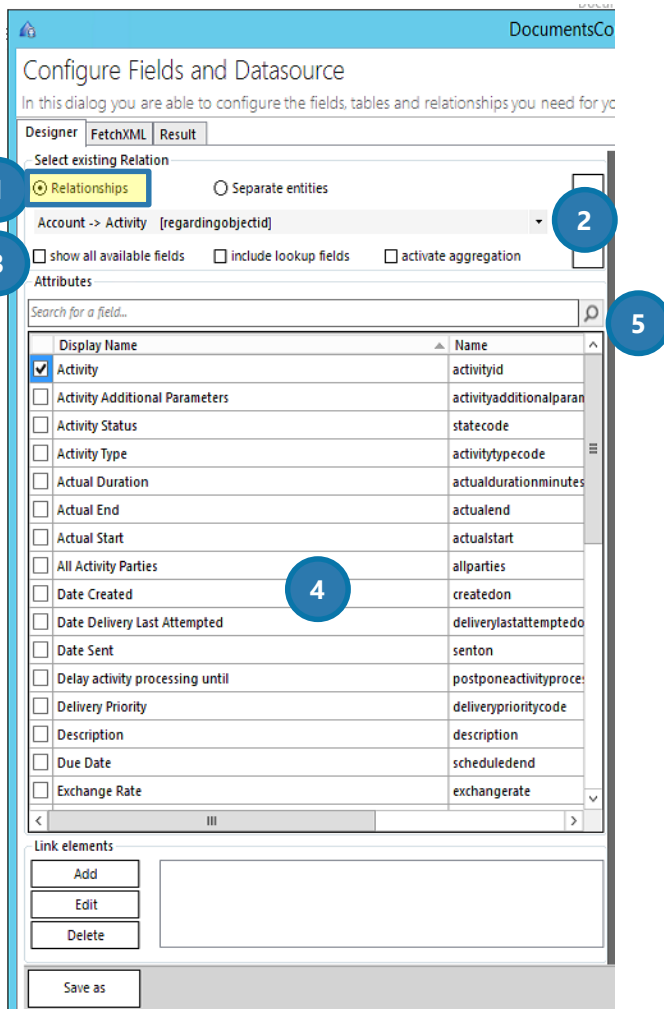 DocumentsCo
Configure Fields and Datasource
In this dialog you are able to configure the fields, tables and relationships you need for yo
Designer FetchXML Result
Select existing Relation
Relationships Separate entities
Account -> Activity [regardingobjectid]
2
show all available fields include lookup fields activate aggregation
Attributes
Search for a field...
5
Display Name Name
Activity activityid
Activity Additional Parameters activityadditionalparam
Activity Status statecode
Activity Type activitytypecode
Actual Duration actualdurationminutes
Actual End actualend
Actual Start actualstart
All Activity Parties allparties
4
Date Created createdon
Date Delivery Last Attempted deliverylastattemptedo
Date Sent senton
Delay activity processing until postponeactivityproces
Delivery Priority deliveryprioritycode
Description description
Due Date scheduledend
Exchange Rate exchangerate
Link elements
Add
Edit
Delete
Save as